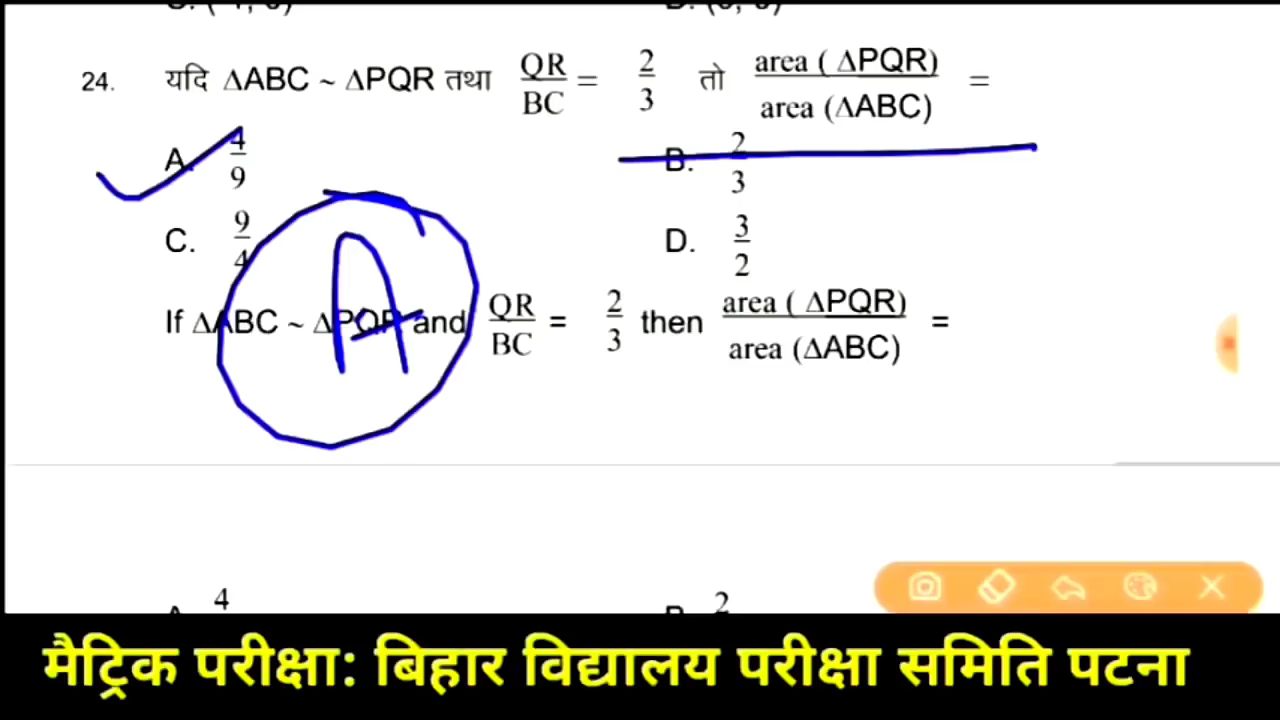 24. यदि ΔABC ~ ΔPQR तथा QR/BC = 2/3 तो area ( ΔPQR)/area (ΔABC) =
A. 4/9 B. 2/3
C. 9/4 D. 3/2
A
If ΔABC ~ ΔPQR and QR/BC = 2/3 then area ( ΔPQR)/area (ΔABC) =
4 2
मैट्रिक परीक्षा: बिहार विद्यालय परीक्षा समिति पटना